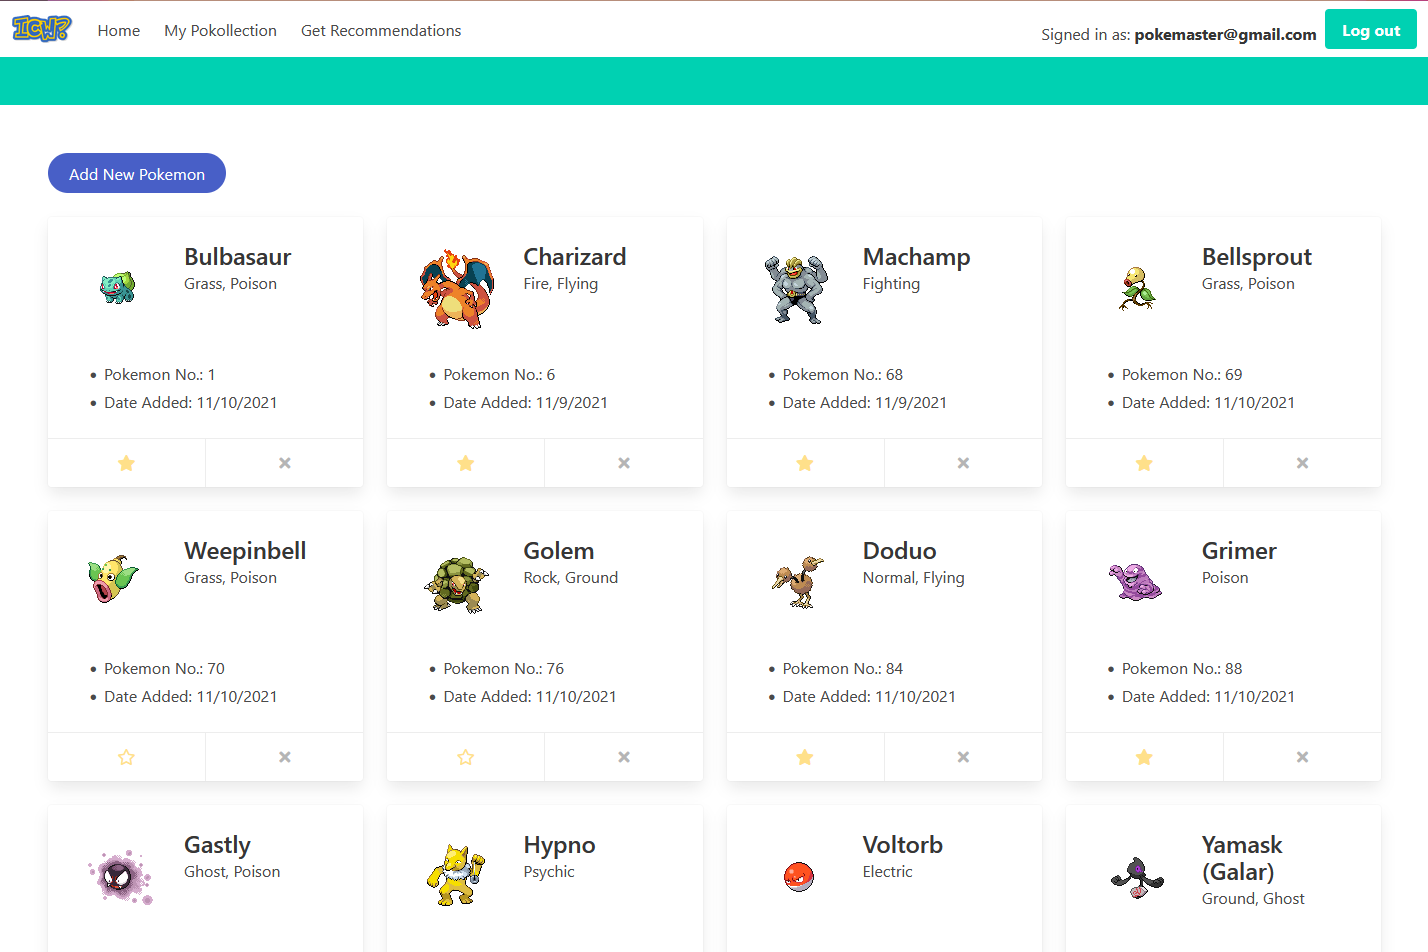 ICW?
Home
My Pokollection
Get Recommendations
Signed in as: pokemaster@gmail.com
Log out
Add New Pokemon
Bulbasaur
Grass, Poison
Pokemon No.: 1
Date Added: 11/10/2021
Charizard
Fire, Flying
Pokemon No.: 6
Date Added: 11/9/2021
Machamp
Fighting
Pokemon No.: 68
Date Added: 11/9/2021
Bellsprout
Grass, Poison
Pokemon No.: 69
Date Added: 11/10/2021
Weepinbell
Grass, Poison
Pokemon No.: 70
Date Added: 11/10/2021
Golem
Rock, Ground
Pokemon No.: 76
Date Added: 11/10/2021
Doduo
Normal, Flying
Pokemon No.: 84
Date Added: 11/10/2021
Grimer
Poison
Pokemon No.: 88
Date Added: 11/10/2021
Gastly
Ghost, Poison
Hypno
Psychic
Voltorb
Electric
Yamask
(Galar)
Ground, Ghost